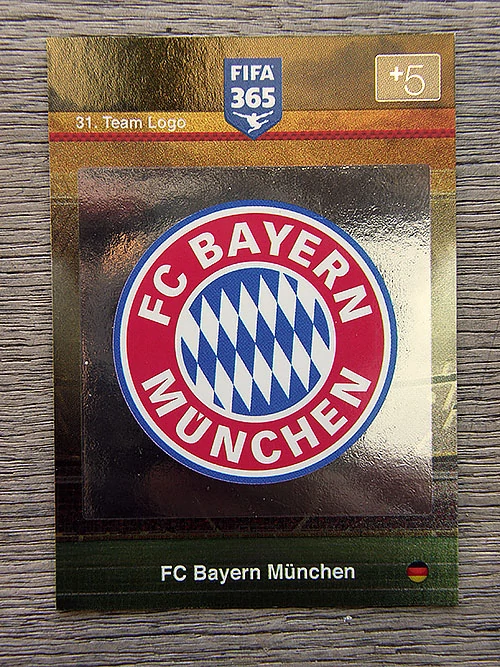 FIFA
365
+5
31. Team Logo
FC BAYERN
MÜNCHEN
FC Bayern München